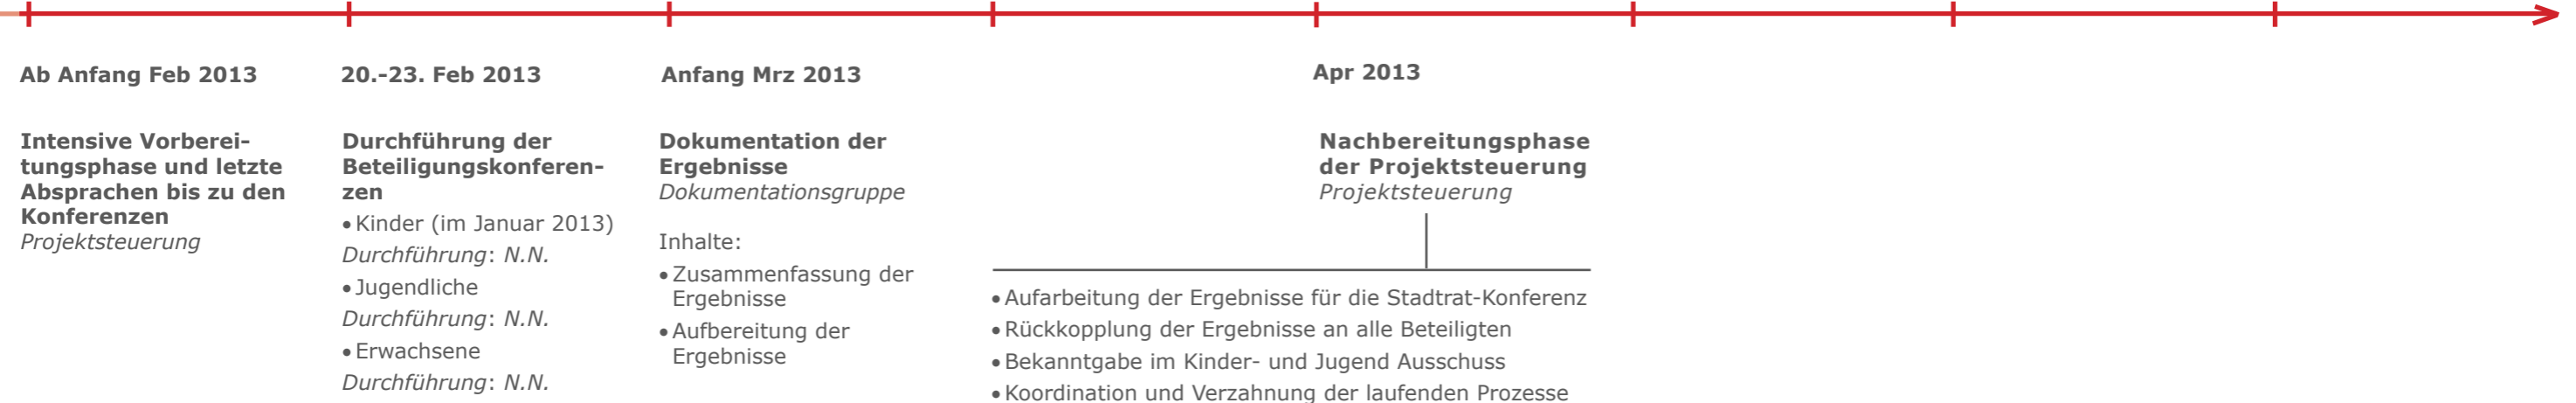 Ab Anfang Feb 2013
Intensive Vorberei-
tungsphase und letzte
Absprachen bis zu den
Konferenzen
Projektsteuerung
20.-23. Feb 2013
Durchführung der
Beteiligungskonferen-
zen
• Kinder (im Januar 2013)
Durchführung: N.N.
• Jugendliche
Durchführung: N.N.
• Erwachsene
Durchführung: N.N.
Anfang Mrz 2013
Dokumentation der
Ergebnisse
Dokumentationsgruppe
Inhalte:
• Zusammenfassung der
Ergebnisse
• Aufbereitung der
Ergebnisse
Apr 2013
Nachbereitungsphase
der Projektsteuerung
Projektsteuerung
• Aufarbeitung der Ergebnisse für die Stadtrat-Konferenz
• Rückkopplung der Ergebnisse an alle Beteiligten
• Bekanntgabe im Kinder- und Jugend Ausschuss
• Koordination und Verzahnung der laufenden Prozesse